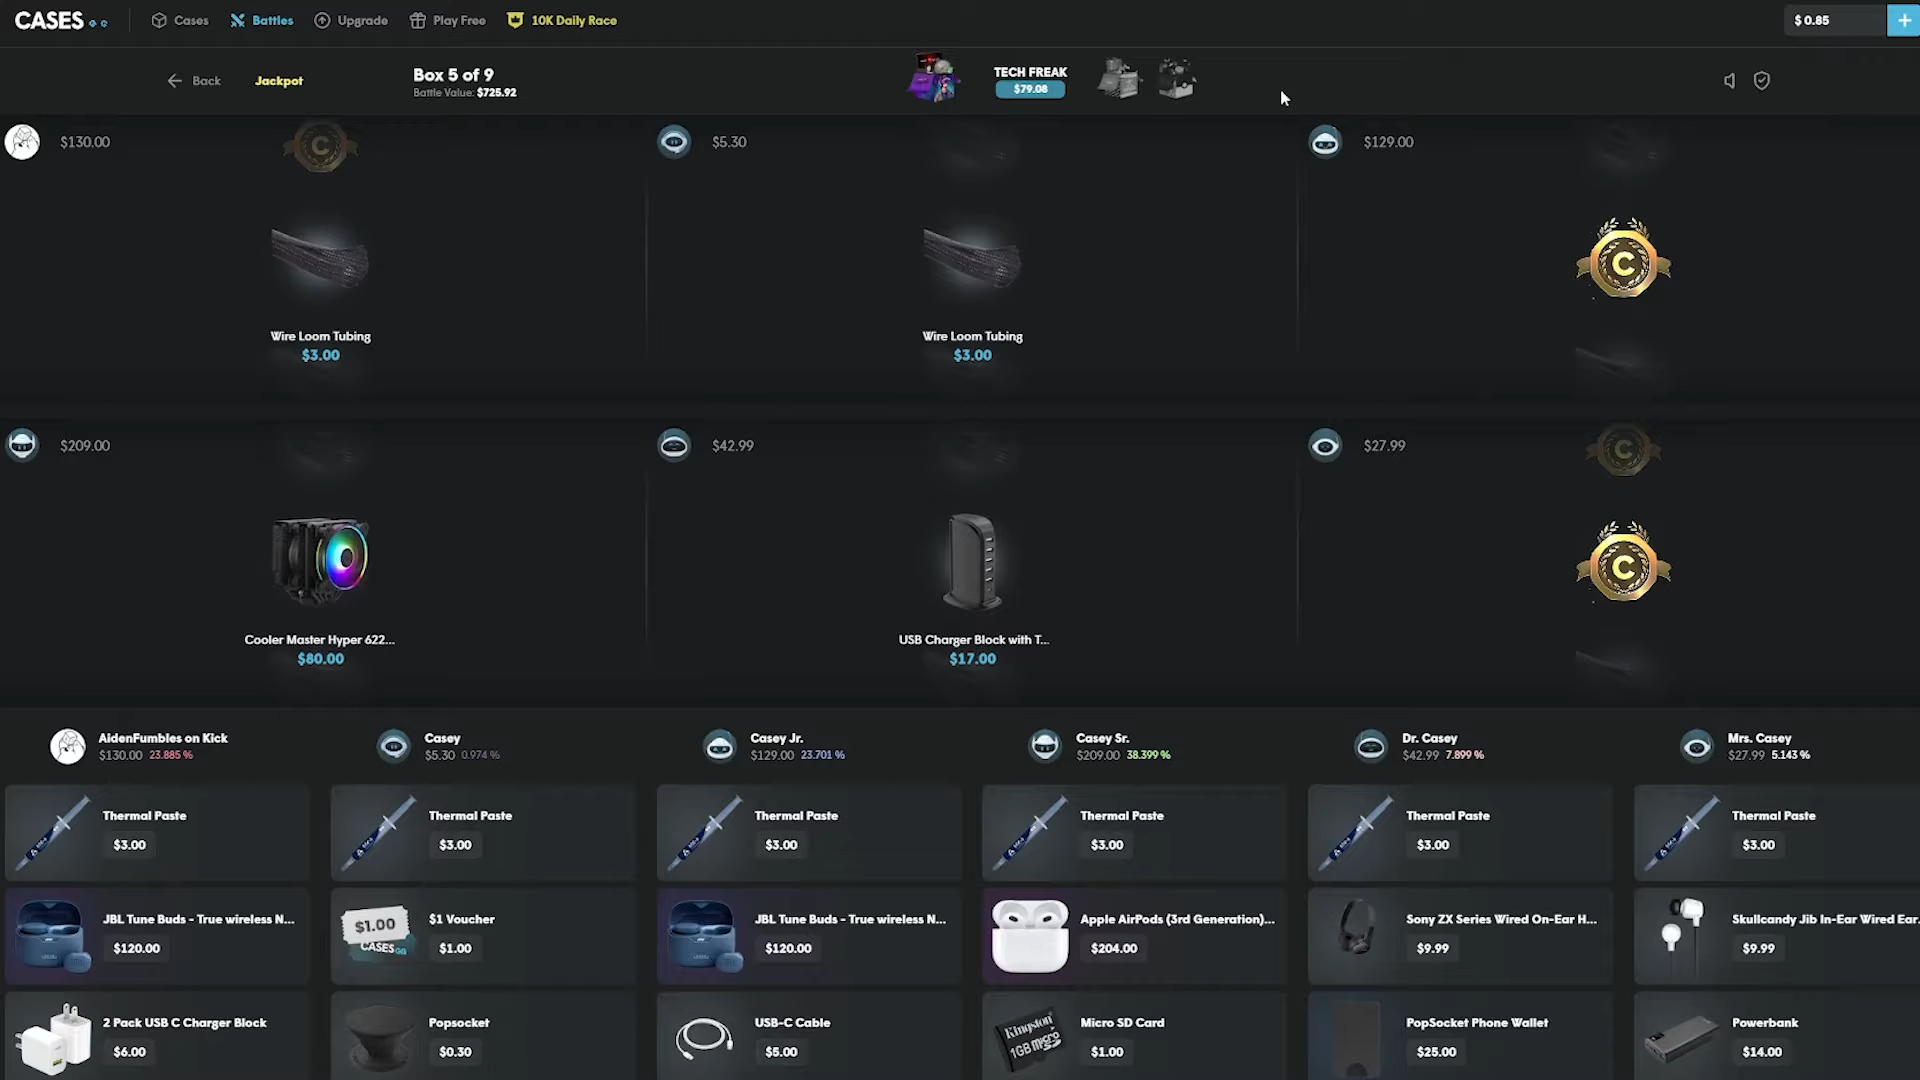 CASES GG
Cases
Battles
Upgrade
Play Free
10K Daily Race
$ 0.85
+
Back
Jackpot
Box 5 of 9
Battle Value: $725.92
TECH FREAK
$79.08
$130.00
C
$5.30
$129.00
Wire Loom Tubing
$3.00
Wire Loom Tubing
$3.00
C
$209.00
$42.99
$27.99
C
Cooler Master Hyper 622...
$80.00
USB Charger Block with T...
$17.00
C
AidenFumbles on Kick
$130.00 23.885 %
Casey
$5.30 0.974 %
Casey Jr.
$129.00 23.701 %
Casey Sr.
$209.00 38.399 %
Dr. Casey
$42.99 7.899 %
Mrs. Casey
$27.99 5.143 %
Thermal Paste
$3.00
Thermal Paste
$3.00
Thermal Paste
$3.00
Thermal Paste
$3.00
Thermal Paste
$3.00
Thermal Paste
$3.00
JBL Tune Buds - True wireless N...
$120.00
$1.00
CASES GG
$1 Voucher
$1.00
JBL Tune Buds - True wireless N...
$120.00
Apple AirPods (3rd Generation)...
$204.00
Sony ZX Series Wired On-Ear H...
$9.99
Skullcandy Jib In-Ear Wired Ear
$9.99
2 Pack USB C Charger Block
$6.00
Popsocket
$0.30
USB-C Cable
$5.00
Kingston
1GB micro
Micro SD Card
$1.00
PopSocket Phone Wallet
$25.00
Powerbank
$14.00